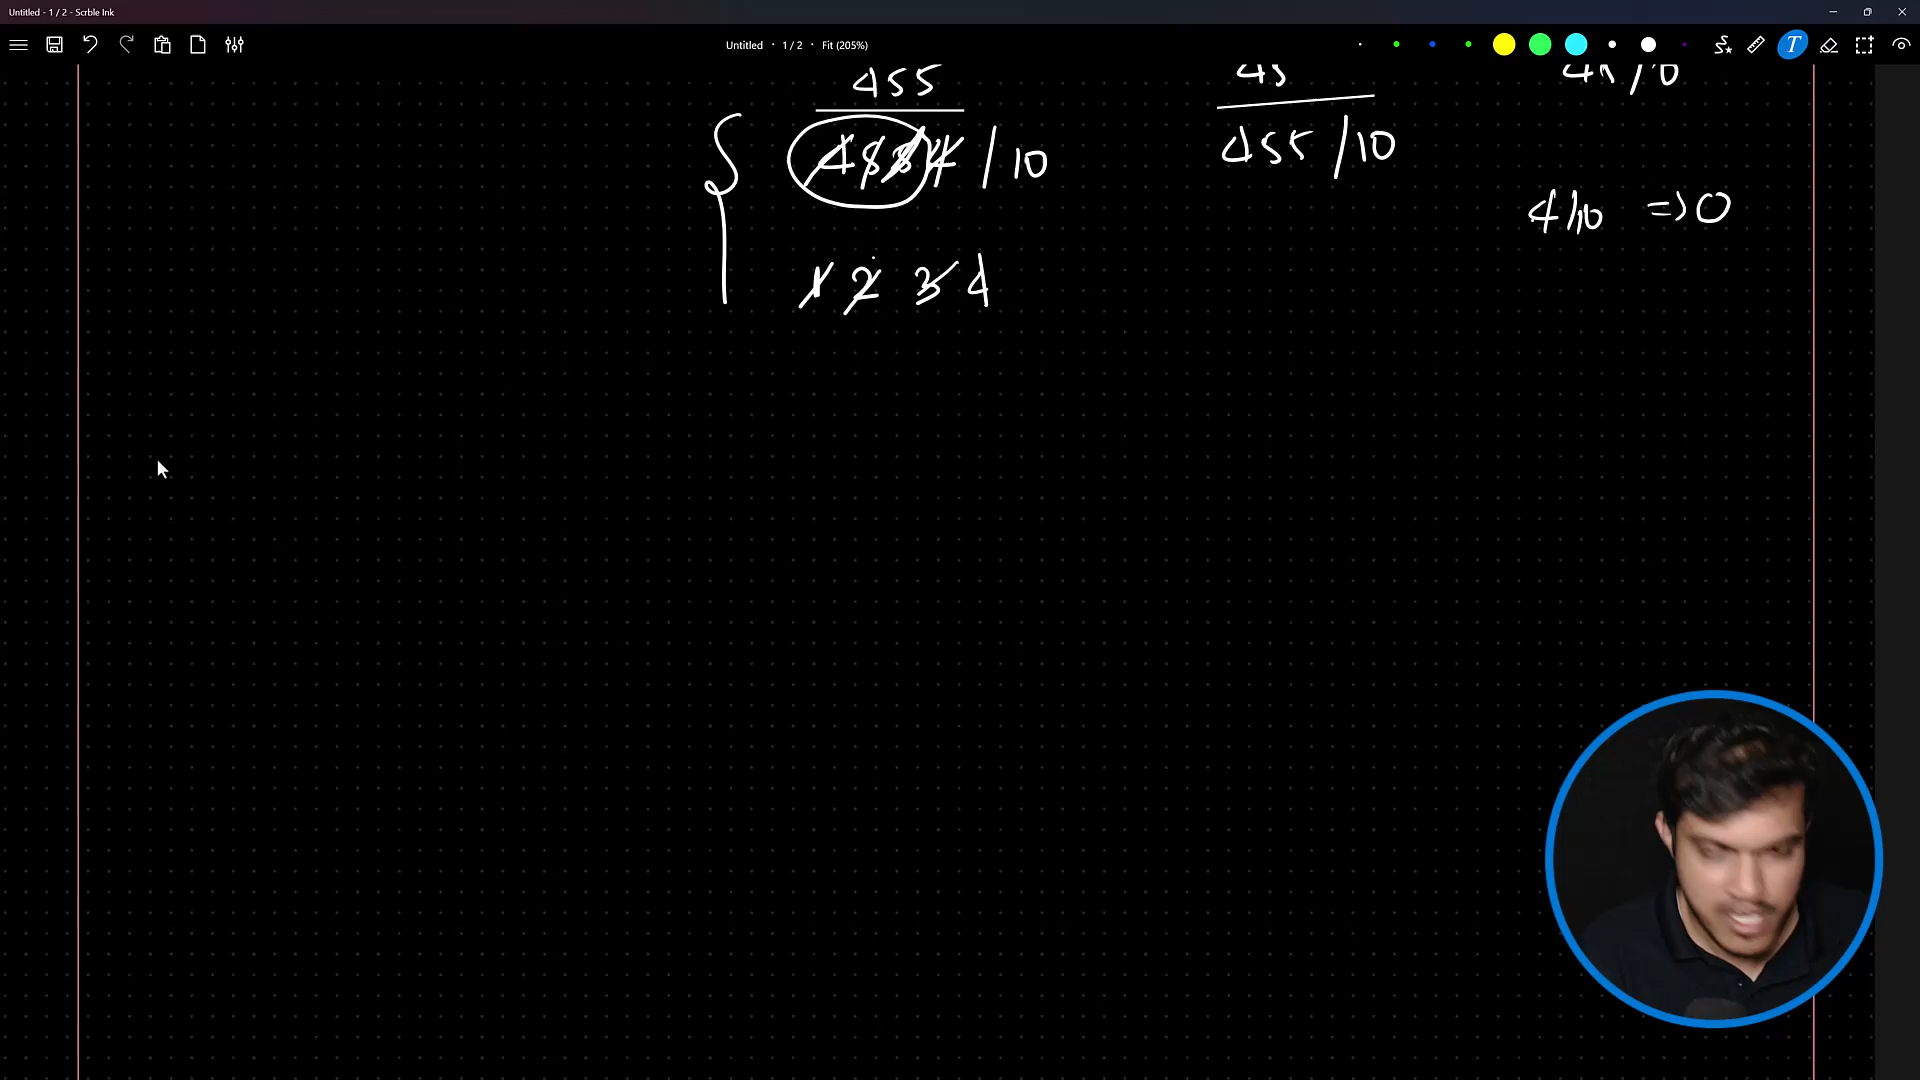 Untitled - 1 / 2 - Scrble Ink
Untitled · 1 / 2 · Fit (205%)
T
455
45
/ 10
/ 10
455 / 10
4/10 => 0
1 2 3 4